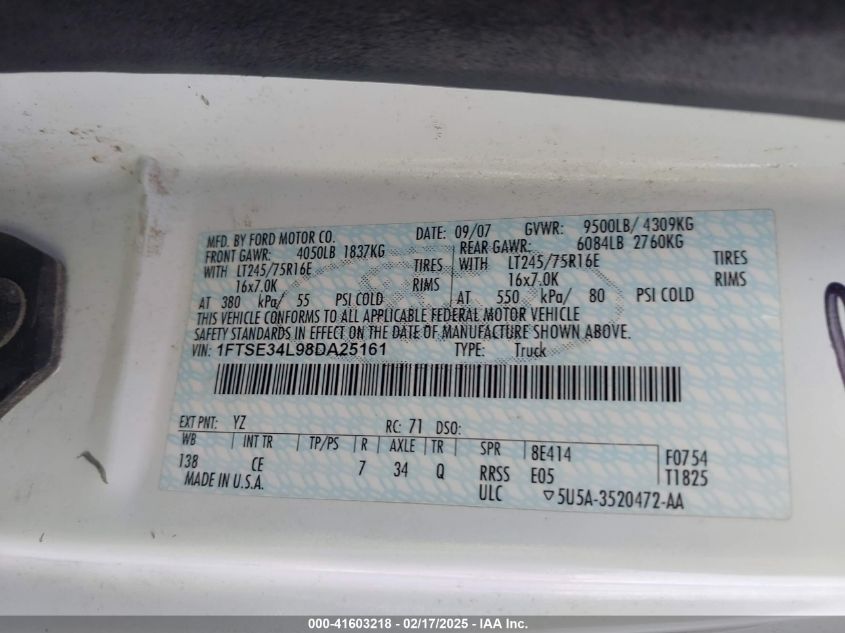 MFD. BY FORD MOTOR CO. DATE: 09/07 GVWR: 9500LB/ 4309KG
FRONT GAWR: 4050LB 1837KG REAR GAWR: 6084LB 2760KG
WITH LT245/75R16E TIRES WITH LT245/75R16E TIRES
16x7.0K RIMS 16x7.0K RIMS
AT 380 kPa/ 55 PSI COLD AT 550 kPa/ 80 PSI COLD
THIS VEHICLE CONFORMS TO ALL APPLICABLE FEDERAL MOTOR VEHICLE
SAFETY STANDARDS IN EFFECT ON THE DATE OF MANUFACTURE SHOWN ABOVE.
VIN: 1FTSE34L98DA25161 TYPE: Truck
EXT PNT: YZ RC: 71 DSO:
WB INT TR TP/PS R AXLE TR SPR 8E414 F0754
138 CE 7 34 Q RRSS E05 T1825
MADE IN U.S.A. ULC ▽5U5A-3520472-AA
000-41603218 - 02/17/2025 - IAA Inc.